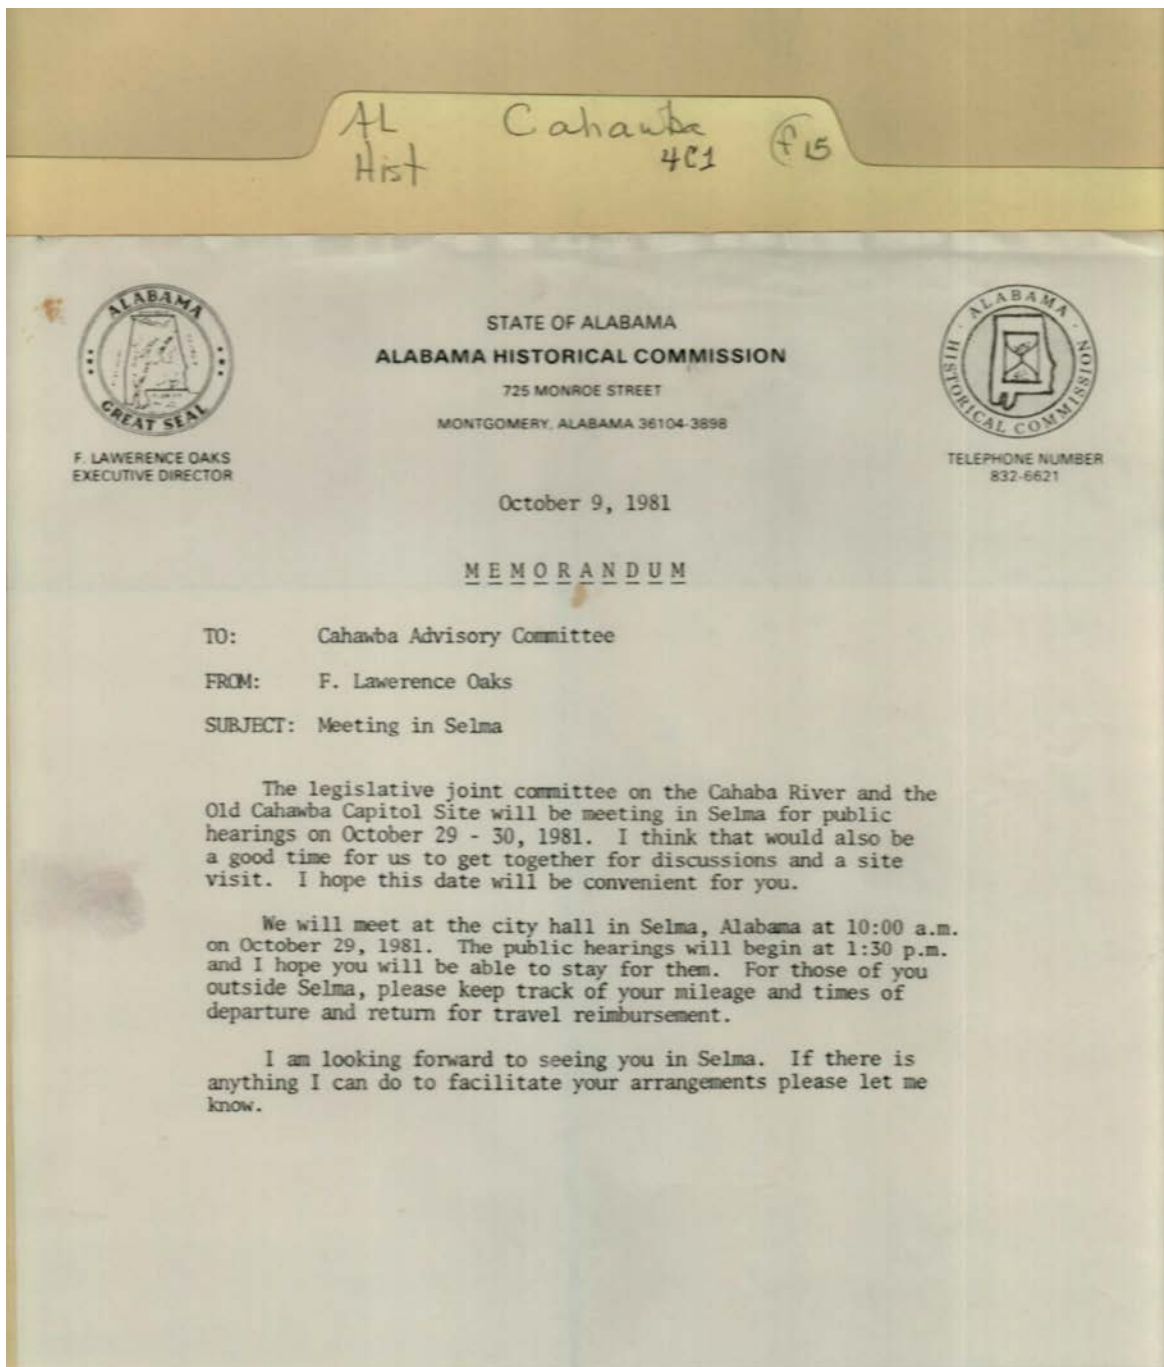 AL Cahawba f15
Hist 4C1
ALABAMA
GREAT SEAL
F. LAWERENCE OAKS
EXECUTIVE DIRECTOR
STATE OF ALABAMA
ALABAMA HISTORICAL COMMISSION
725 MONROE STREET
MONTGOMERY, ALABAMA 36104-3898
ALABAMA · HISTORICAL COMMISSION ·
TELEPHONE NUMBER
832-6621
October 9, 1981
MEMORANDUM
TO: Cahawba Advisory Committee
FROM: F. Lawerence Oaks
SUBJECT: Meeting in Selma
The legislative joint committee on the Cahaba River and the
Old Cahawba Capitol Site will be meeting in Selma for public
hearings on October 29 - 30, 1981. I think that would also be
a good time for us to get together for discussions and a site
visit. I hope this date will be convenient for you.
We will meet at the city hall in Selma, Alabama at 10:00 a.m.
on October 29, 1981. The public hearings will begin at 1:30 p.m.
and I hope you will be able to stay for them. For those of you
outside Selma, please keep track of your mileage and times of
departure and return for travel reimbursement.
I am looking forward to seeing you in Selma. If there is
anything I can do to facilitate your arrangements please let me
know.